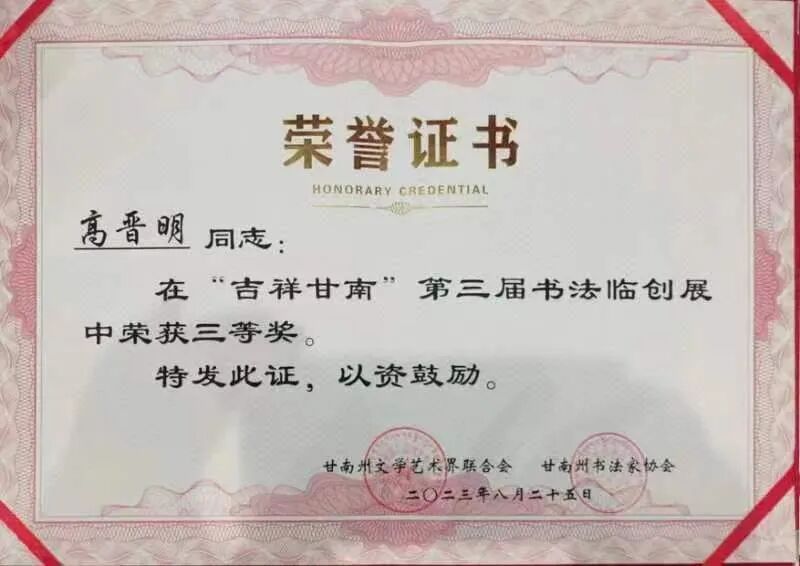 荣誉证书
HONORARY CREDENTIAL
高晋明 同志：
在“吉祥甘南”第三届书法临创展
中荣获三等奖。
特发此证，以资鼓励。
甘南州文学艺术界联合会 甘南州书法家协会
二〇二三年八月二十五日